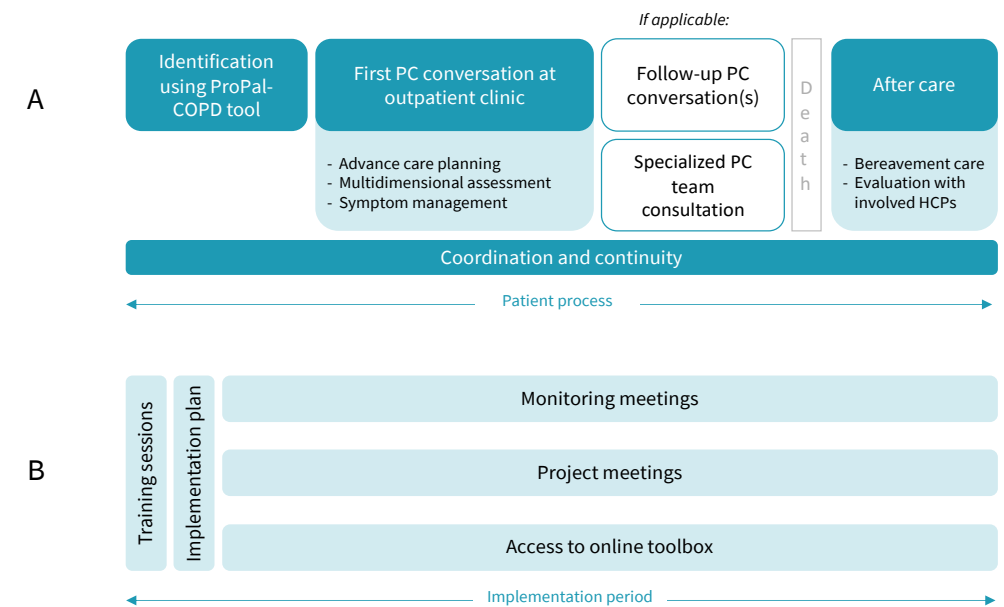 If applicable:
A
Identification
using ProPal-
COPD tool
First PC conversation at
outpatient clinic
- Advance care planning
- Multidimensional assessment
- Symptom management
Follow-up PC
conversation(s)
Specialized PC
team
consultation
Death
After care
- Bereavement care
- Evaluation with
involved HCPs
Coordination and continuity
Patient process
B
Training sessions
Implementation plan
Monitoring meetings
Project meetings
Access to online toolbox
Implementation period